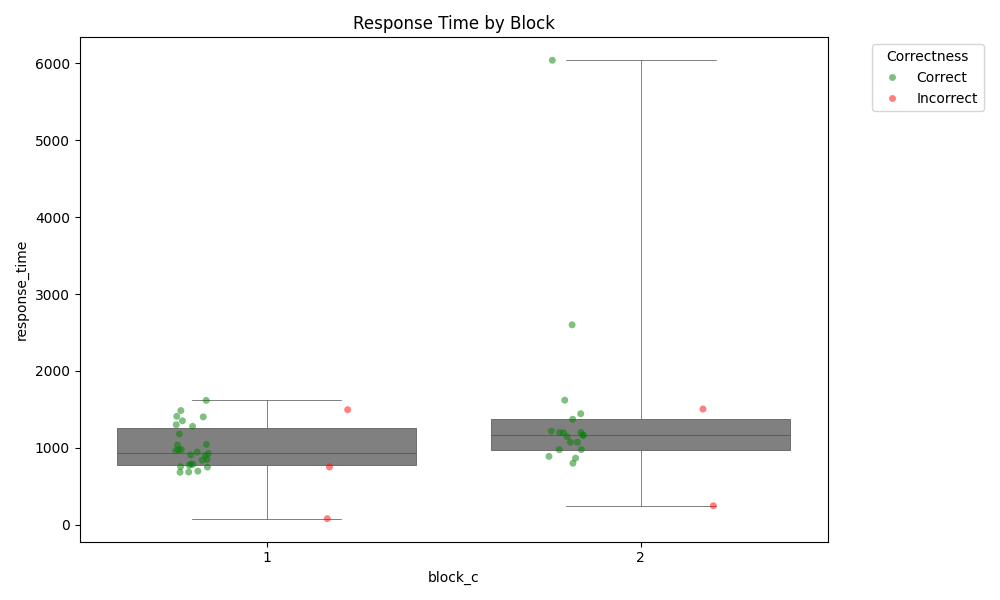 Response Time by Block
Correctness
Correct
Incorrect
6000
5000
4000
3000
2000
1000
0
response_time
1
2
block_c